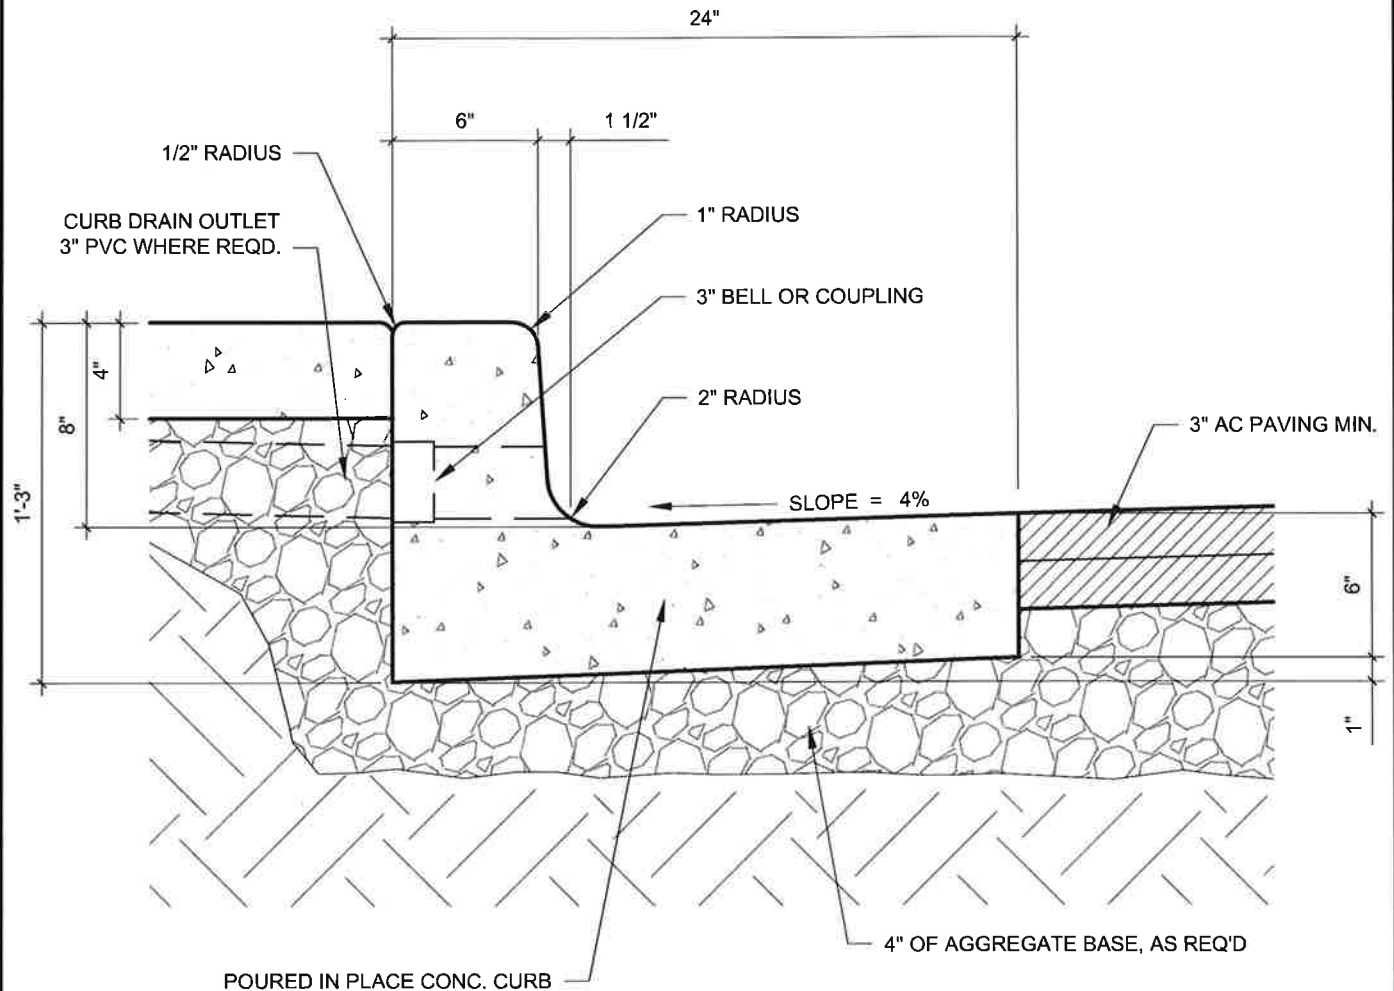 24"
6"
1 1/2"
1/2" RADIUS
CURB DRAIN OUTLET
3" PVC WHERE REQD.
1" RADIUS
3" BELL OR COUPLING
2" RADIUS
3" AC PAVING MIN.
4"
8"
1'-3"
SLOPE = 4%
6"
1"
4" OF AGGREGATE BASE, AS REQ'D
POURED IN PLACE CONC. CURB